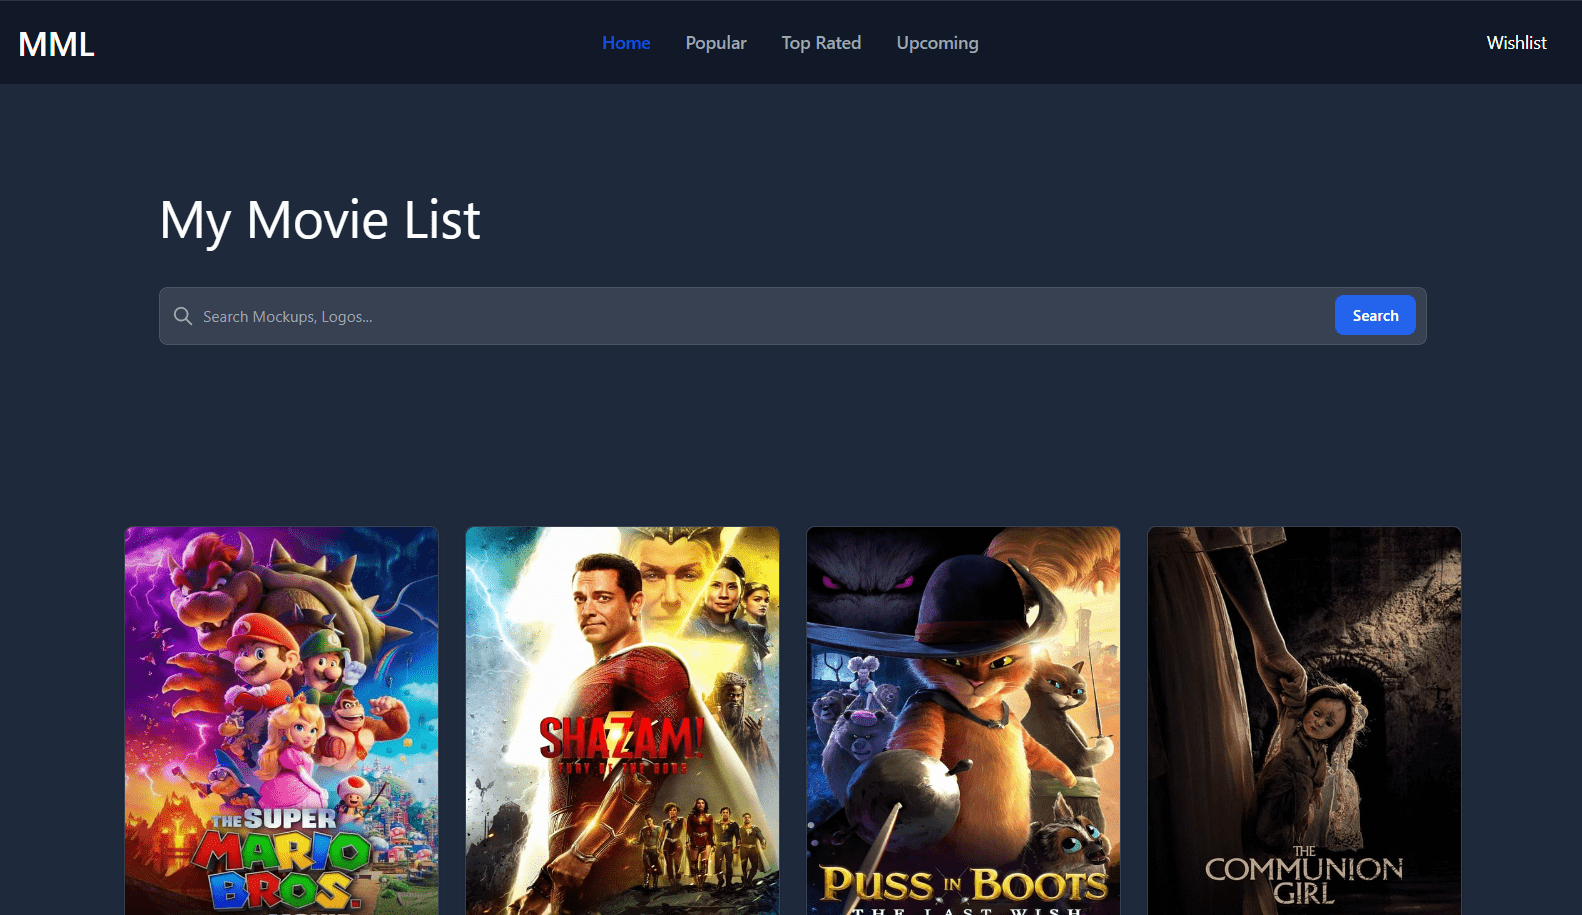 MML
Home
Popular
Top Rated
Upcoming
Wishlist
My Movie List
Search Mockups, Logos...
Search
THE SUPER
MARIO
BROS.
MOVIE
SHAZAM!
FURY OF THE GODS
PUSS IN BOOTS
THE LAST WISH
THE
COMMUNION
GIRL